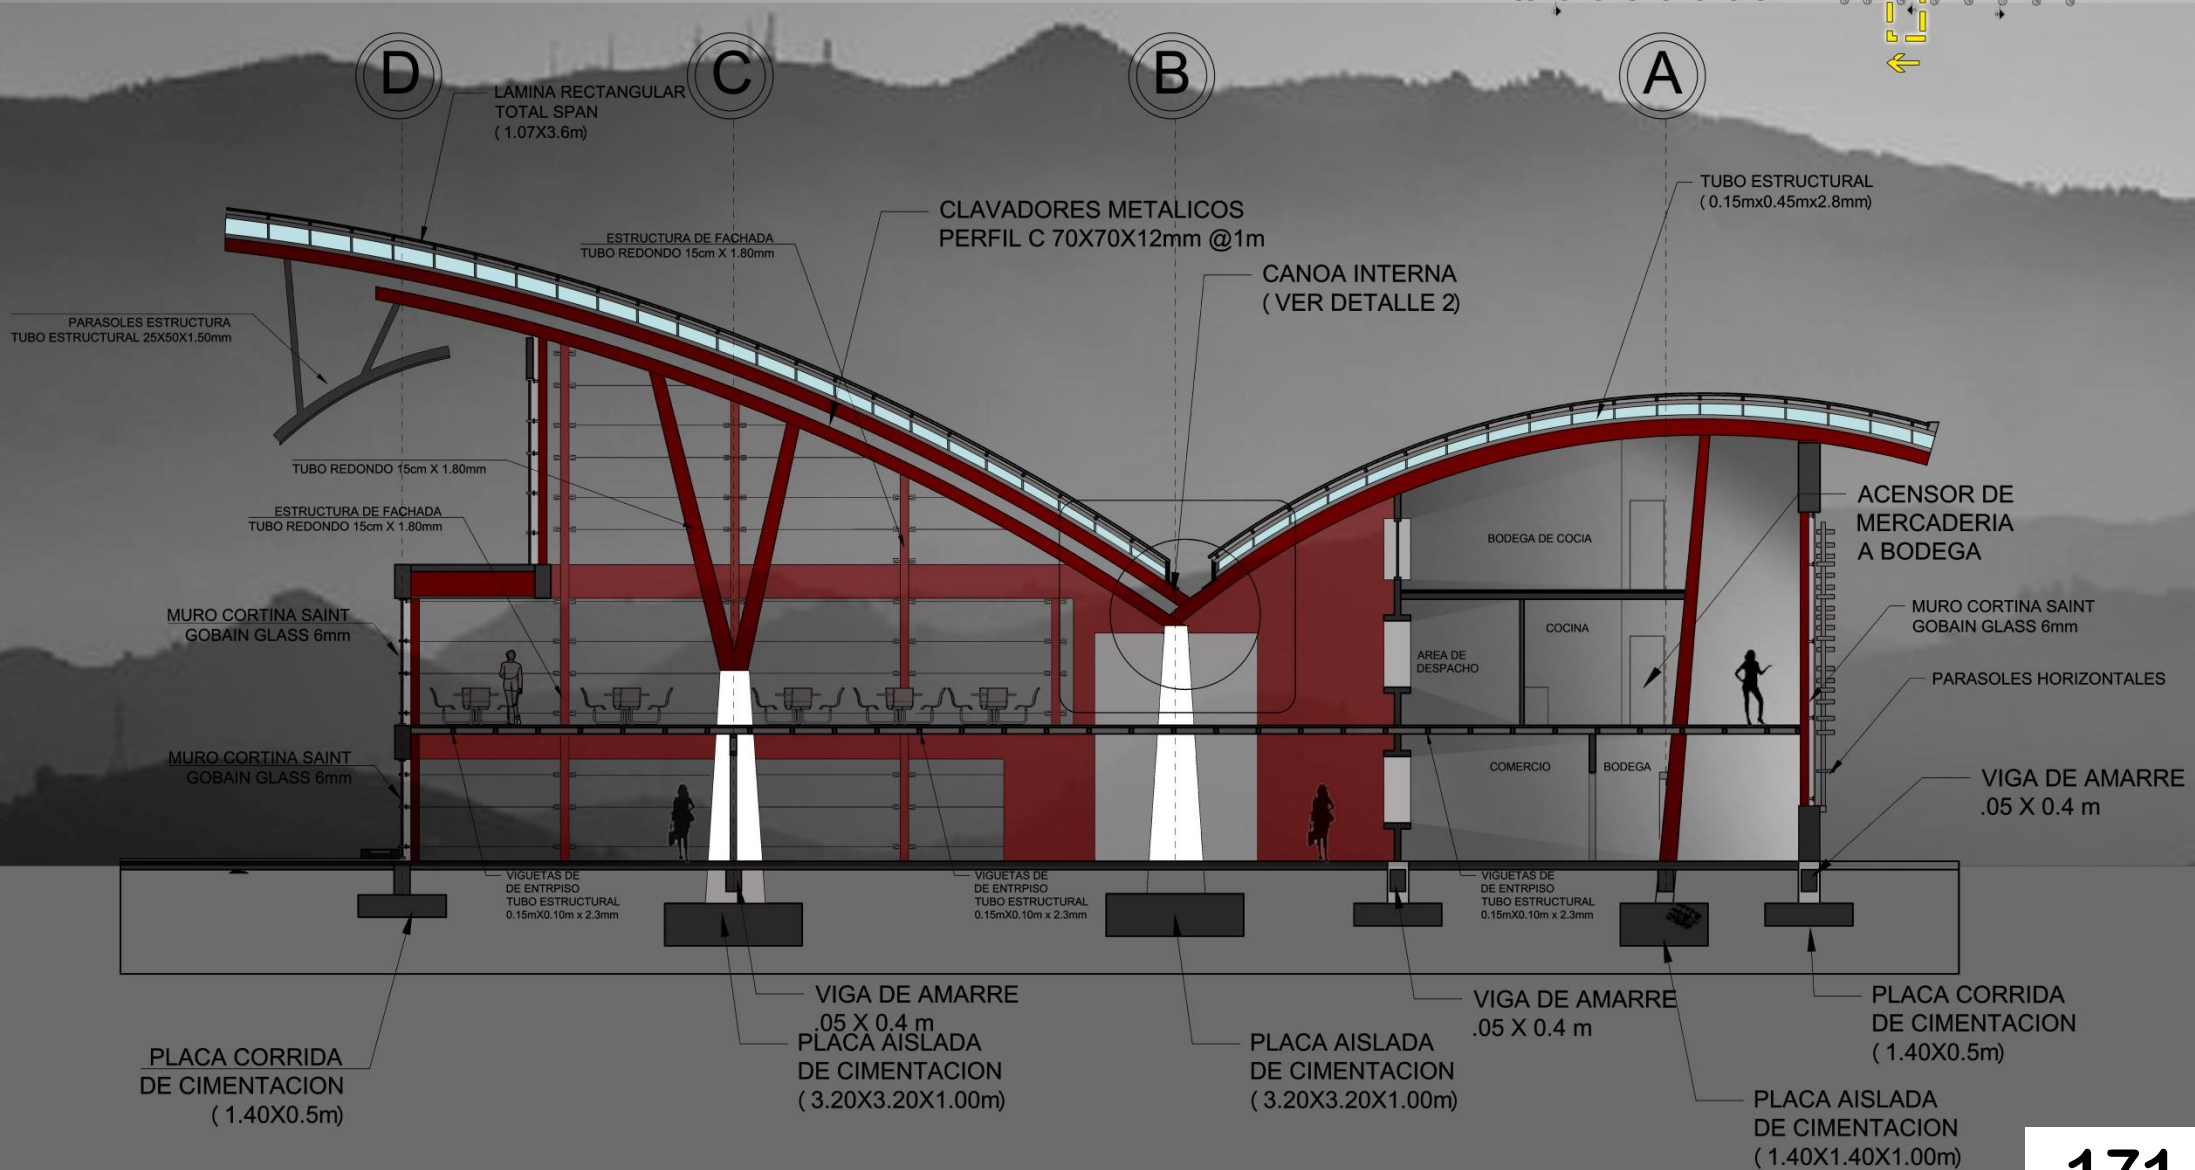 D
C
B
A
LAMINA RECTANGULAR
TOTAL SPAN
( 1.07X3.6m)
TUBO ESTRUCTURAL
( 0.15mx0.45mx2.8mm)
CLAVADORES METALICOS
PERFIL C 70X70X12mm @1m
ESTRUCTURA DE FACHADA
TUBO REDONDO 15cm X 1.80mm
CANOA INTERNA
( VER DETALLE 2)
PARASOLES ESTRUCTURA
TUBO ESTRUCTURAL 25X50X1.50mm
TUBO REDONDO 15cm X 1.80mm
ESTRUCTURA DE FACHADA
TUBO REDONDO 15cm X 1.80mm
ACENSOR DE
MERCADERIA
A BODEGA
BODEGA DE COCIA
MURO CORTINA SAINT
GOBAIN GLASS 6mm
MURO CORTINA SAINT
GOBAIN GLASS 6mm
COCINA
AREA DE
DESPACHO
PARASOLES HORIZONTALES
MURO CORTINA SAINT
GOBAIN GLASS 6mm
COMERCIO
BODEGA
VIGA DE AMARRE
.05 X 0.4 m
VIGUETAS DE
DE ENTRPISO
TUBO ESTRUCTURAL
0.15mX0.10m x 2.3mm
VIGUETAS DE
DE ENTRPISO
TUBO ESTRUCTURAL
0.15mX0.10m x 2.3mm
VIGUETAS DE
DE ENTRPISO
TUBO ESTRUCTURAL
0.15mX0.10m x 2.3mm
VIGA DE AMARRE
.05 X 0.4 m
VIGA DE AMARRE
.05 X 0.4 m
PLACA CORRIDA
DE CIMENTACION
( 1.40X0.5m)
PLACA CORRIDA
DE CIMENTACION
( 1.40X0.5m)
PLACA AISLADA
DE CIMENTACION
( 3.20X3.20X1.00m)
PLACA AISLADA
DE CIMENTACION
( 3.20X3.20X1.00m)
PLACA AISLADA
DE CIMENTACION
( 1.40X1.40X1.00m)
171